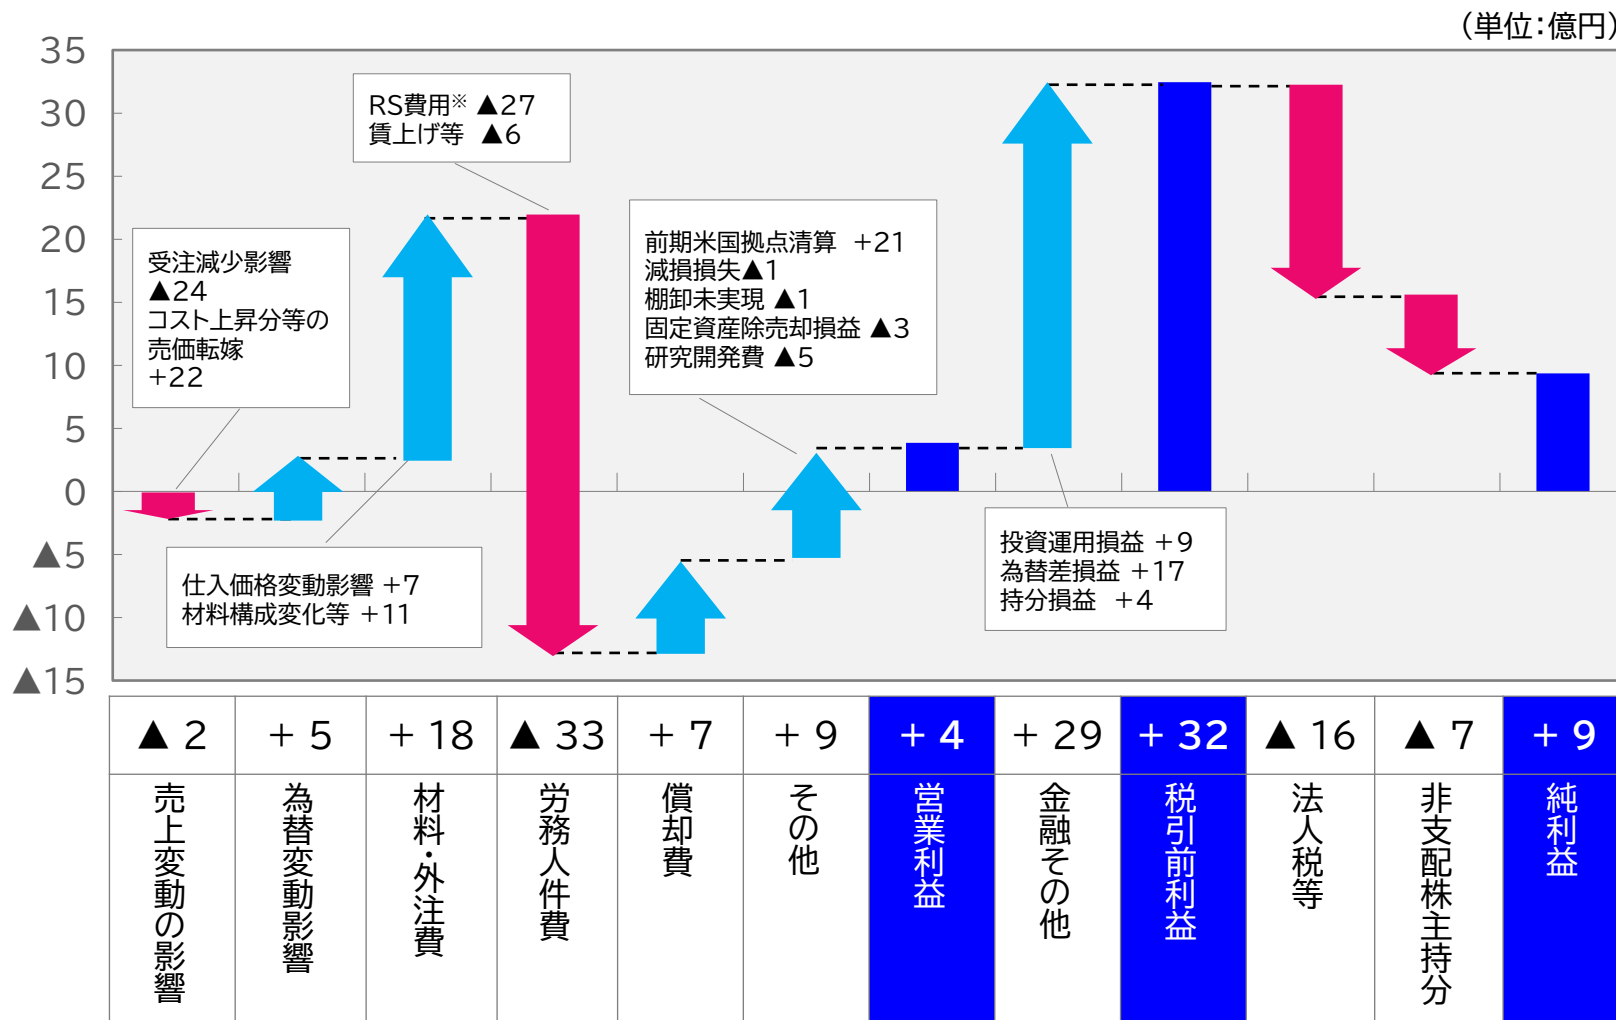 （単位：億円）
35
30
25
20
15
10
5
0
▲5
▲10
▲15
RS費用※ ▲27
賃上げ等 ▲6
受注減少影響
▲24
コスト上昇分等の
売価転嫁
+22
前期米国拠点清算 +21
減損損失▲1
棚卸未実現 ▲1
固定資産除売却損益 ▲3
研究開発費 ▲5
仕入価格変動影響 +7
材料構成変化等 +11
投資運用損益 +9
為替差損益 +17
持分損益 +4
▲ 2
+ 5
+ 18
▲ 33
+ 7
+ 9
+ 4
+ 29
+ 32
▲ 16
▲ 7
+ 9
売上変動の影響
為替変動影響
材料・外注費
労務人件費
償却費
その他
営業利益
金融その他
税引前利益
法人税等
非支配株主持分
純利益